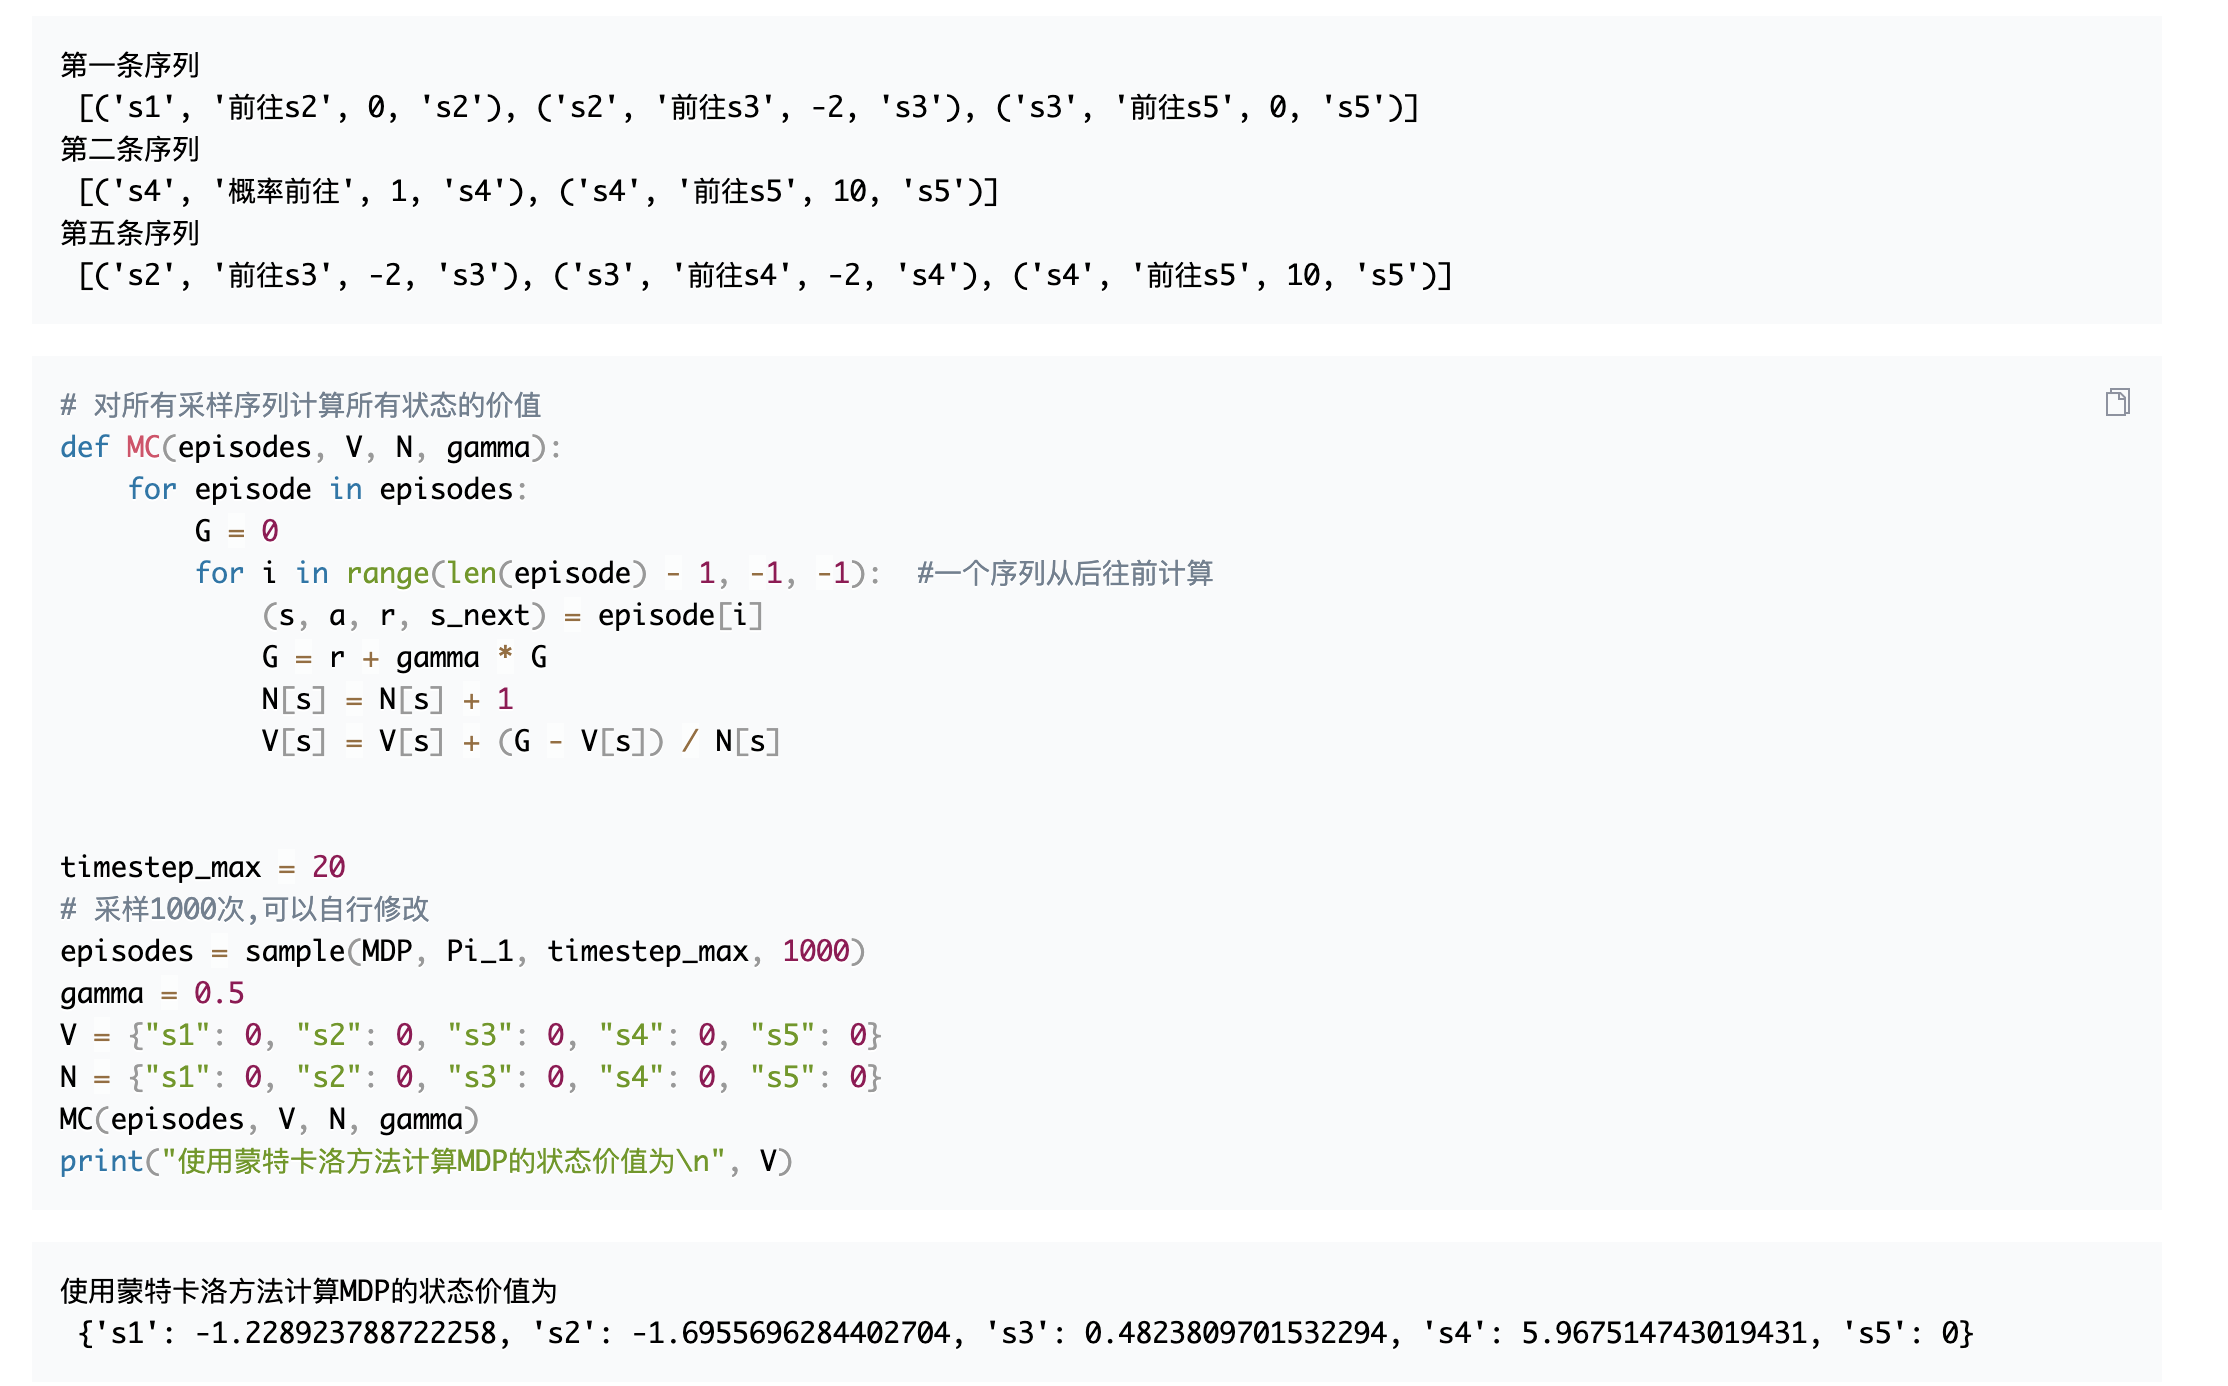 第一条序列
[('s1', '前往s2', 0, 's2'), ('s2', '前往s3', -2, 's3'), ('s3', '前往s5', 0, 's5')]
第二条序列
[('s4', '概率前往', 1, 's4'), ('s4', '前往s5', 10, 's5')]
第五条序列
[('s2', '前往s3', -2, 's3'), ('s3', '前往s4', -2, 's4'), ('s4', '前往s5', 10, 's5')]
# 对所有采样序列计算所有状态的价值
def MC(episodes, V, N, gamma):
    for episode in episodes:
        G = 0
        for i in range(len(episode) - 1, -1, -1):  #一个序列从后往前计算
            (s, a, r, s_next) = episode[i]
            G = r + gamma * G
            N[s] = N[s] + 1
            V[s] = V[s] + (G - V[s]) / N[s]
timestep_max = 20
# 采样1000次,可以自行修改
episodes = sample(MDP, Pi_1, timestep_max, 1000)
gamma = 0.5
V = {"s1": 0, "s2": 0, "s3": 0, "s4": 0, "s5": 0}
N = {"s1": 0, "s2": 0, "s3": 0, "s4": 0, "s5": 0}
MC(episodes, V, N, gamma)
print("使用蒙特卡洛方法计算MDP的状态价值为\n", V)
使用蒙特卡洛方法计算MDP的状态价值为
{'s1': -1.228923788722258, 's2': -1.6955696284402704, 's3': 0.4823809701532294, 's4': 5.967514743019431, 's5': 0}